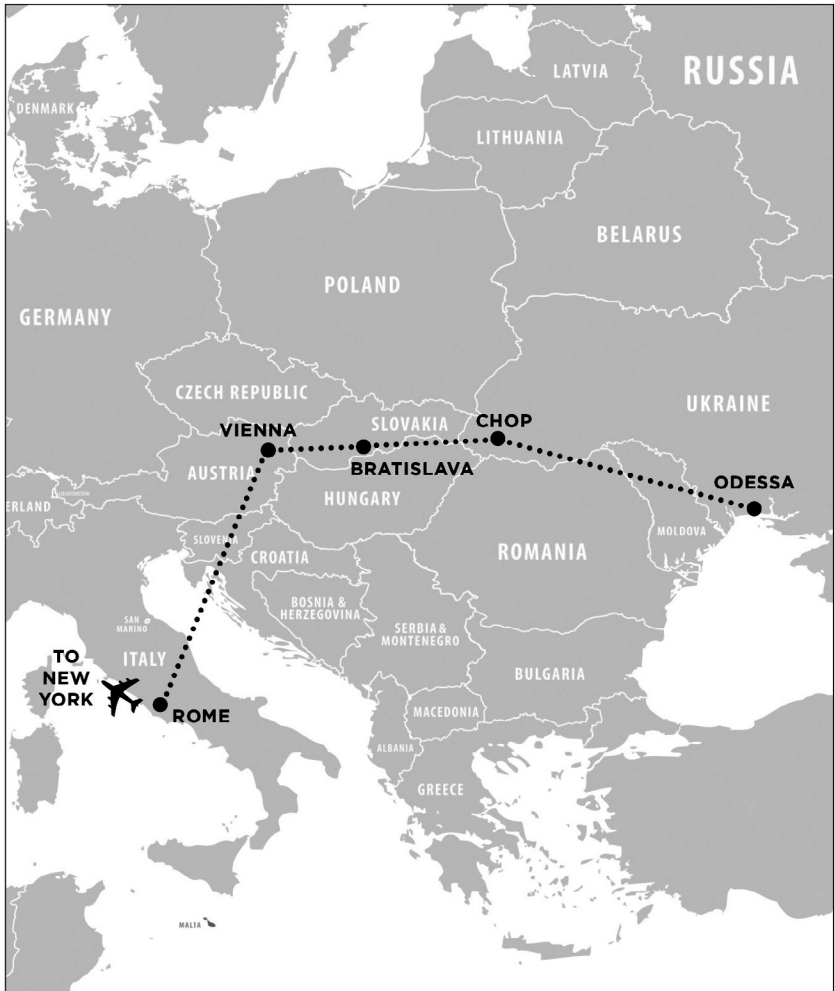 LATVIA
RUSSIA
DENMARK
LITHUANIA
BELARUS
POLAND
GERMANY
CZECH REPUBLIC
UKRAINE
SLOVAKIA
CHOP
VIENNA
BRATISLAVA
AUSTRIA
ODESSA
LIECHTENSTEIN
ERLAND
HUNGARY
MOLDOVA
SLOVENIA
CROATIA
ROMANIA
BOSNIA &
HERZEGOVINA
SAN
MARINO
SERBIA &
MONTENEGRO
ITALY
TO
NEW
YORK
BULGARIA
ROME
MACEDONIA
ALBANIA
GREECE
MALTA